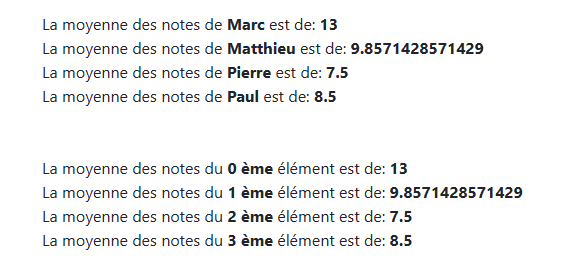 La moyenne des notes de Marc est de: 13
La moyenne des notes de Matthieu est de: 9.8571428571429
La moyenne des notes de Pierre est de: 7.5
La moyenne des notes de Paul est de: 8.5
La moyenne des notes du 0 ème élément est de: 13
La moyenne des notes du 1 ème élément est de: 9.8571428571429
La moyenne des notes du 2 ème élément est de: 7.5
La moyenne des notes du 3 ème élément est de: 8.5